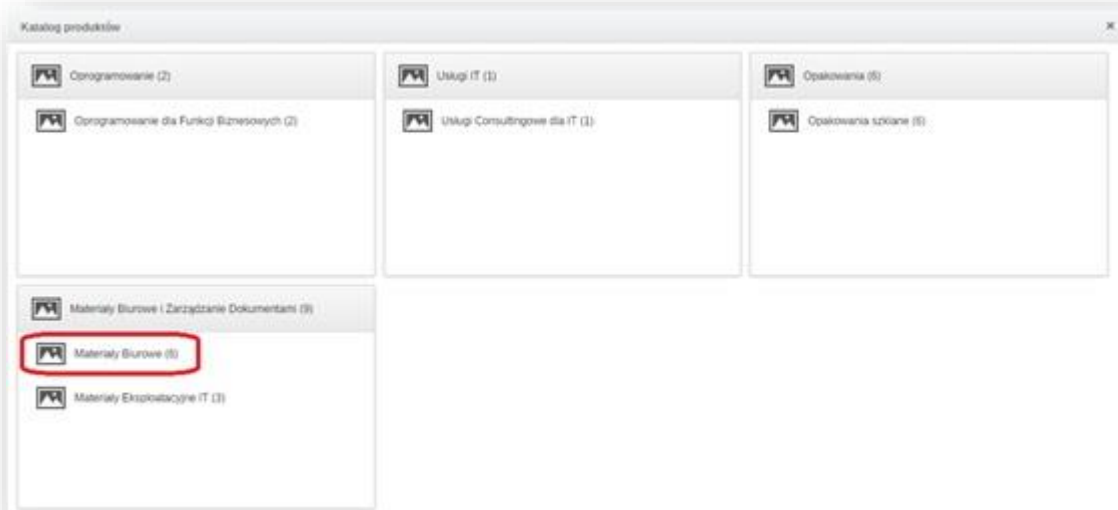 Katalog produktów
Oprogramowanie (2)
Oprogramowanie dla Funkcji Biznesowych (2)
Usługi IT (1)
Usługi Consultingowe dla IT (1)
Opakowania (6)
Opakowania szklane (6)
Materiały Biurowe i Zarządzanie Dokumentami (9)
Materiały Biurowe (6)
Materiały Eksploatacyjne IT (3)